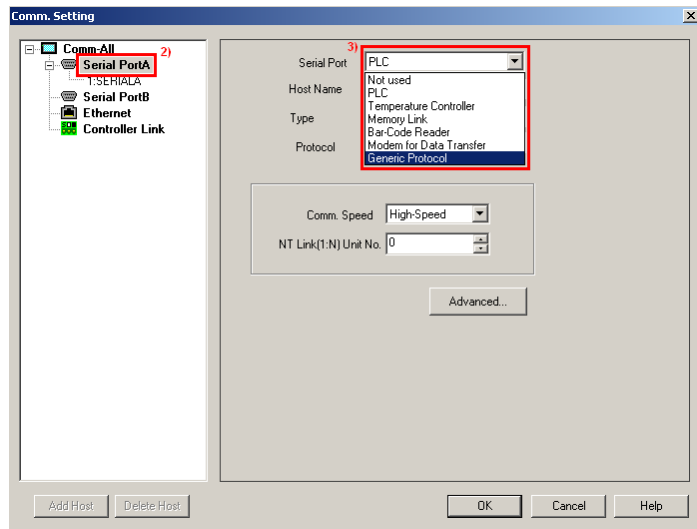 Comm. Setting
Comm-All
2)
Serial PortA
1:SERIALA
Serial PortB
Ethernet
Controller Link
3)
Serial Port PLC
Not used
Host Name
PLC
Temperature Controller
Type
Memory Link
Bar-Code Reader
Protocol
Modem for Data Transfer
Generic Protocol
Comm. Speed High-Speed
NT Link(1:N) Unit No. 0
Advanced...
Add Host Delete Host OK Cancel Help